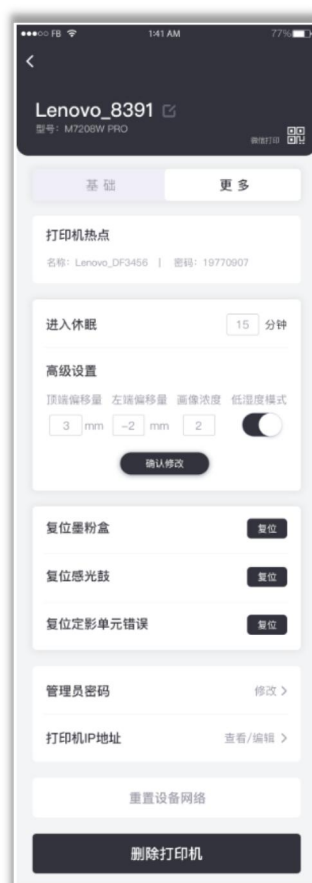 FB 1:41 AM 77%
Lenovo_8391
型号：M7208W PRO
微信打印
基础 更多
打印机热点
名称：Lenovo_DF3456 | 密码：19770907
进入休眠 15 分钟
高级设置
顶端偏移量 左端偏移量 画像浓度 低湿度模式
3 mm -2 mm 2
确认修改
复位墨粉盒 复位
复位感光鼓 复位
复位定影单元错误 复位
管理员密码 修改 >
打印机IP地址 查看/编辑 >
重置设备网络
删除打印机